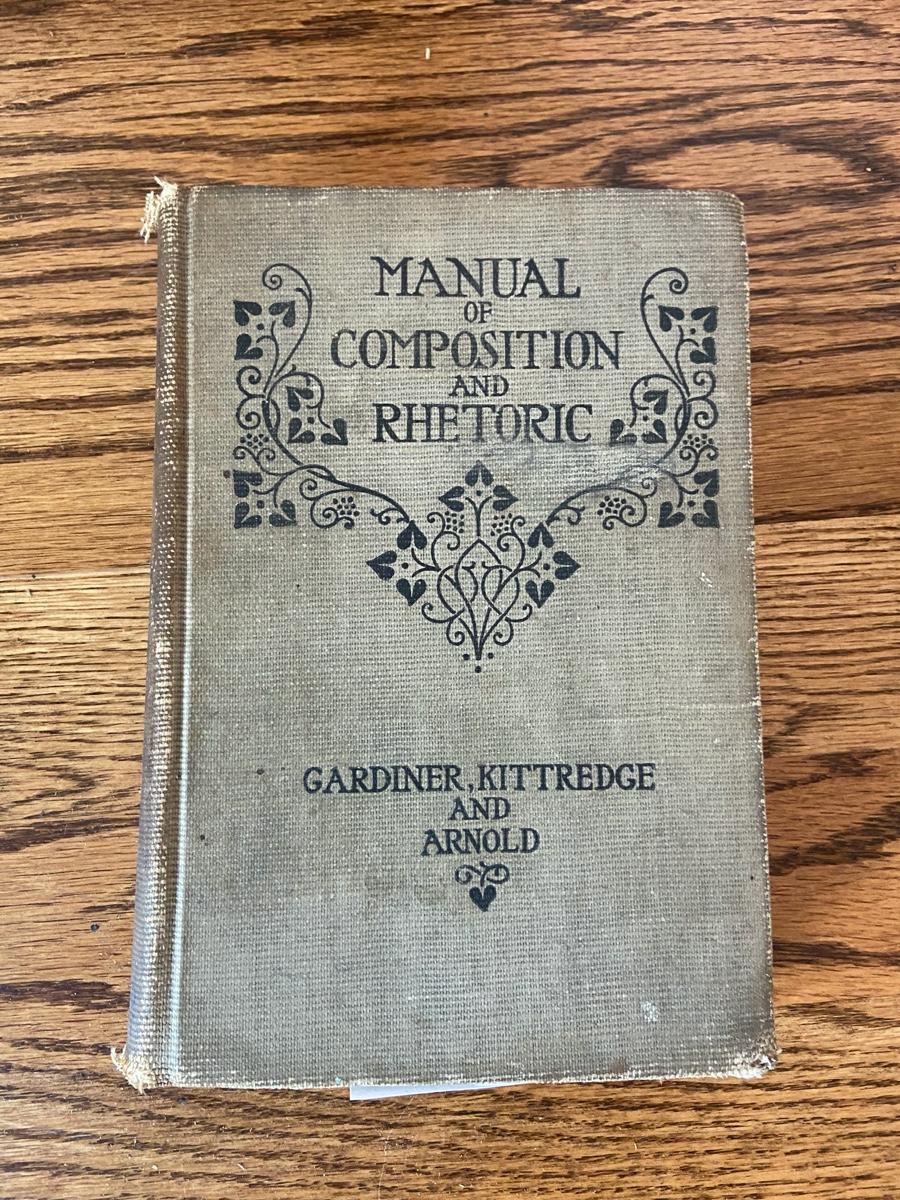 MANUAL
OF
COMPOSITION
AND
RHETORIC
GARDINER, KITTREDGE
AND
ARNOLD